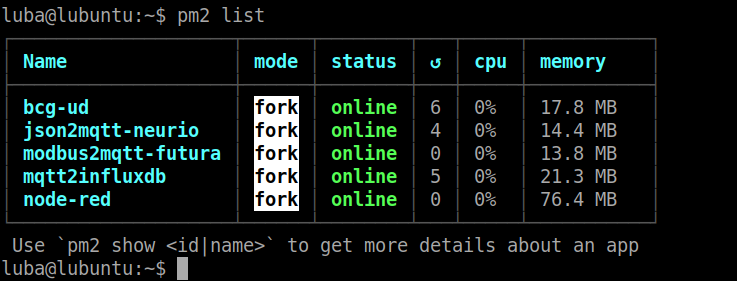 luba@lubuntu:~$ pm2 list
Name mode status ↺ cpu memory
bcg-ud fork online 6 0% 17.8 MB
json2mqtt-neurio fork online 4 0% 14.4 MB
modbus2mqtt-futura fork online 0 0% 13.8 MB
mqtt2influxdb fork online 5 0% 21.3 MB
node-red fork online 0 0% 76.4 MB
Use `pm2 show <id|name>` to get more details about an app
luba@lubuntu:~$